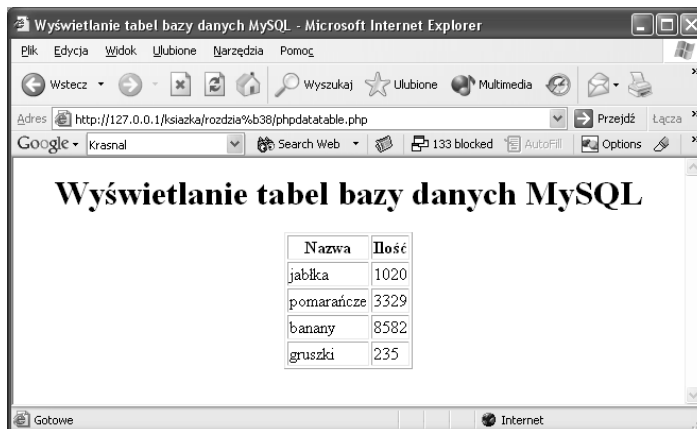 Wyświetlanie tabel bazy danych MySQL - Microsoft Internet Explorer
Plik Edycja Widok Ulubione Narzędzia Pomoc
Wstecz Wyszukaj Ulubione Multimedia
Adres http://127.0.0.1/ksiazka/rozdzia%b38/phpdatatable.php Przejdź Łącza »
Google Krasnal Search Web 133 blocked AutoFill Options »
Wyświetlanie tabel bazy danych MySQL
Nazwa Ilość
jabłka 1020
pomarańcze 3329
banany 8582
gruszki 235
Gotowe Internet